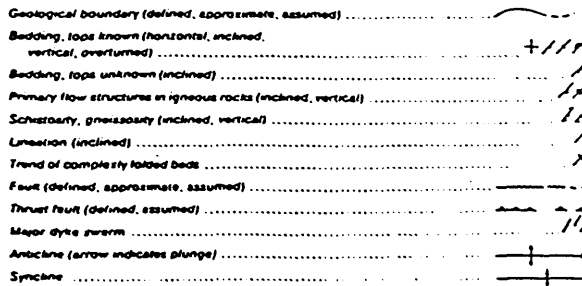 Geological boundary (defined, approximate, assumed)
Bedding, tops known (horizontal, inclined,
vertical, overturned)
Bedding, tops unknown (inclined)
Primary flow structures in igneous rocks (inclined, vertical)
Schistosity, gneissosity (inclined, vertical)
Lineation (inclined)
Trend of complexly folded beds
Fault (defined, approximate, assumed)
Thrust fault (defined, assumed)
Major dyke swarm
Anticline (arrow indicates plunge)
Syncline